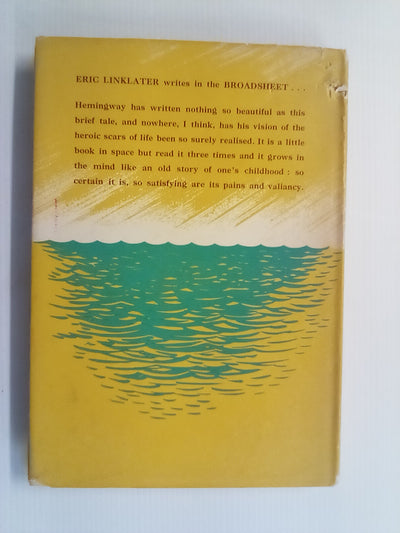 ERIC LINKLATER writes in the BROADSHEET . . .
Hemingway has written nothing so beautiful as this
brief tale, and nowhere, I think, has his vision of the
heroic scars of life been so surely realised. It is a little
book in space but read it three times and it grows in
the mind like an old story of one's childhood : so
certain it is, so satisfying are its pains and valiancy.